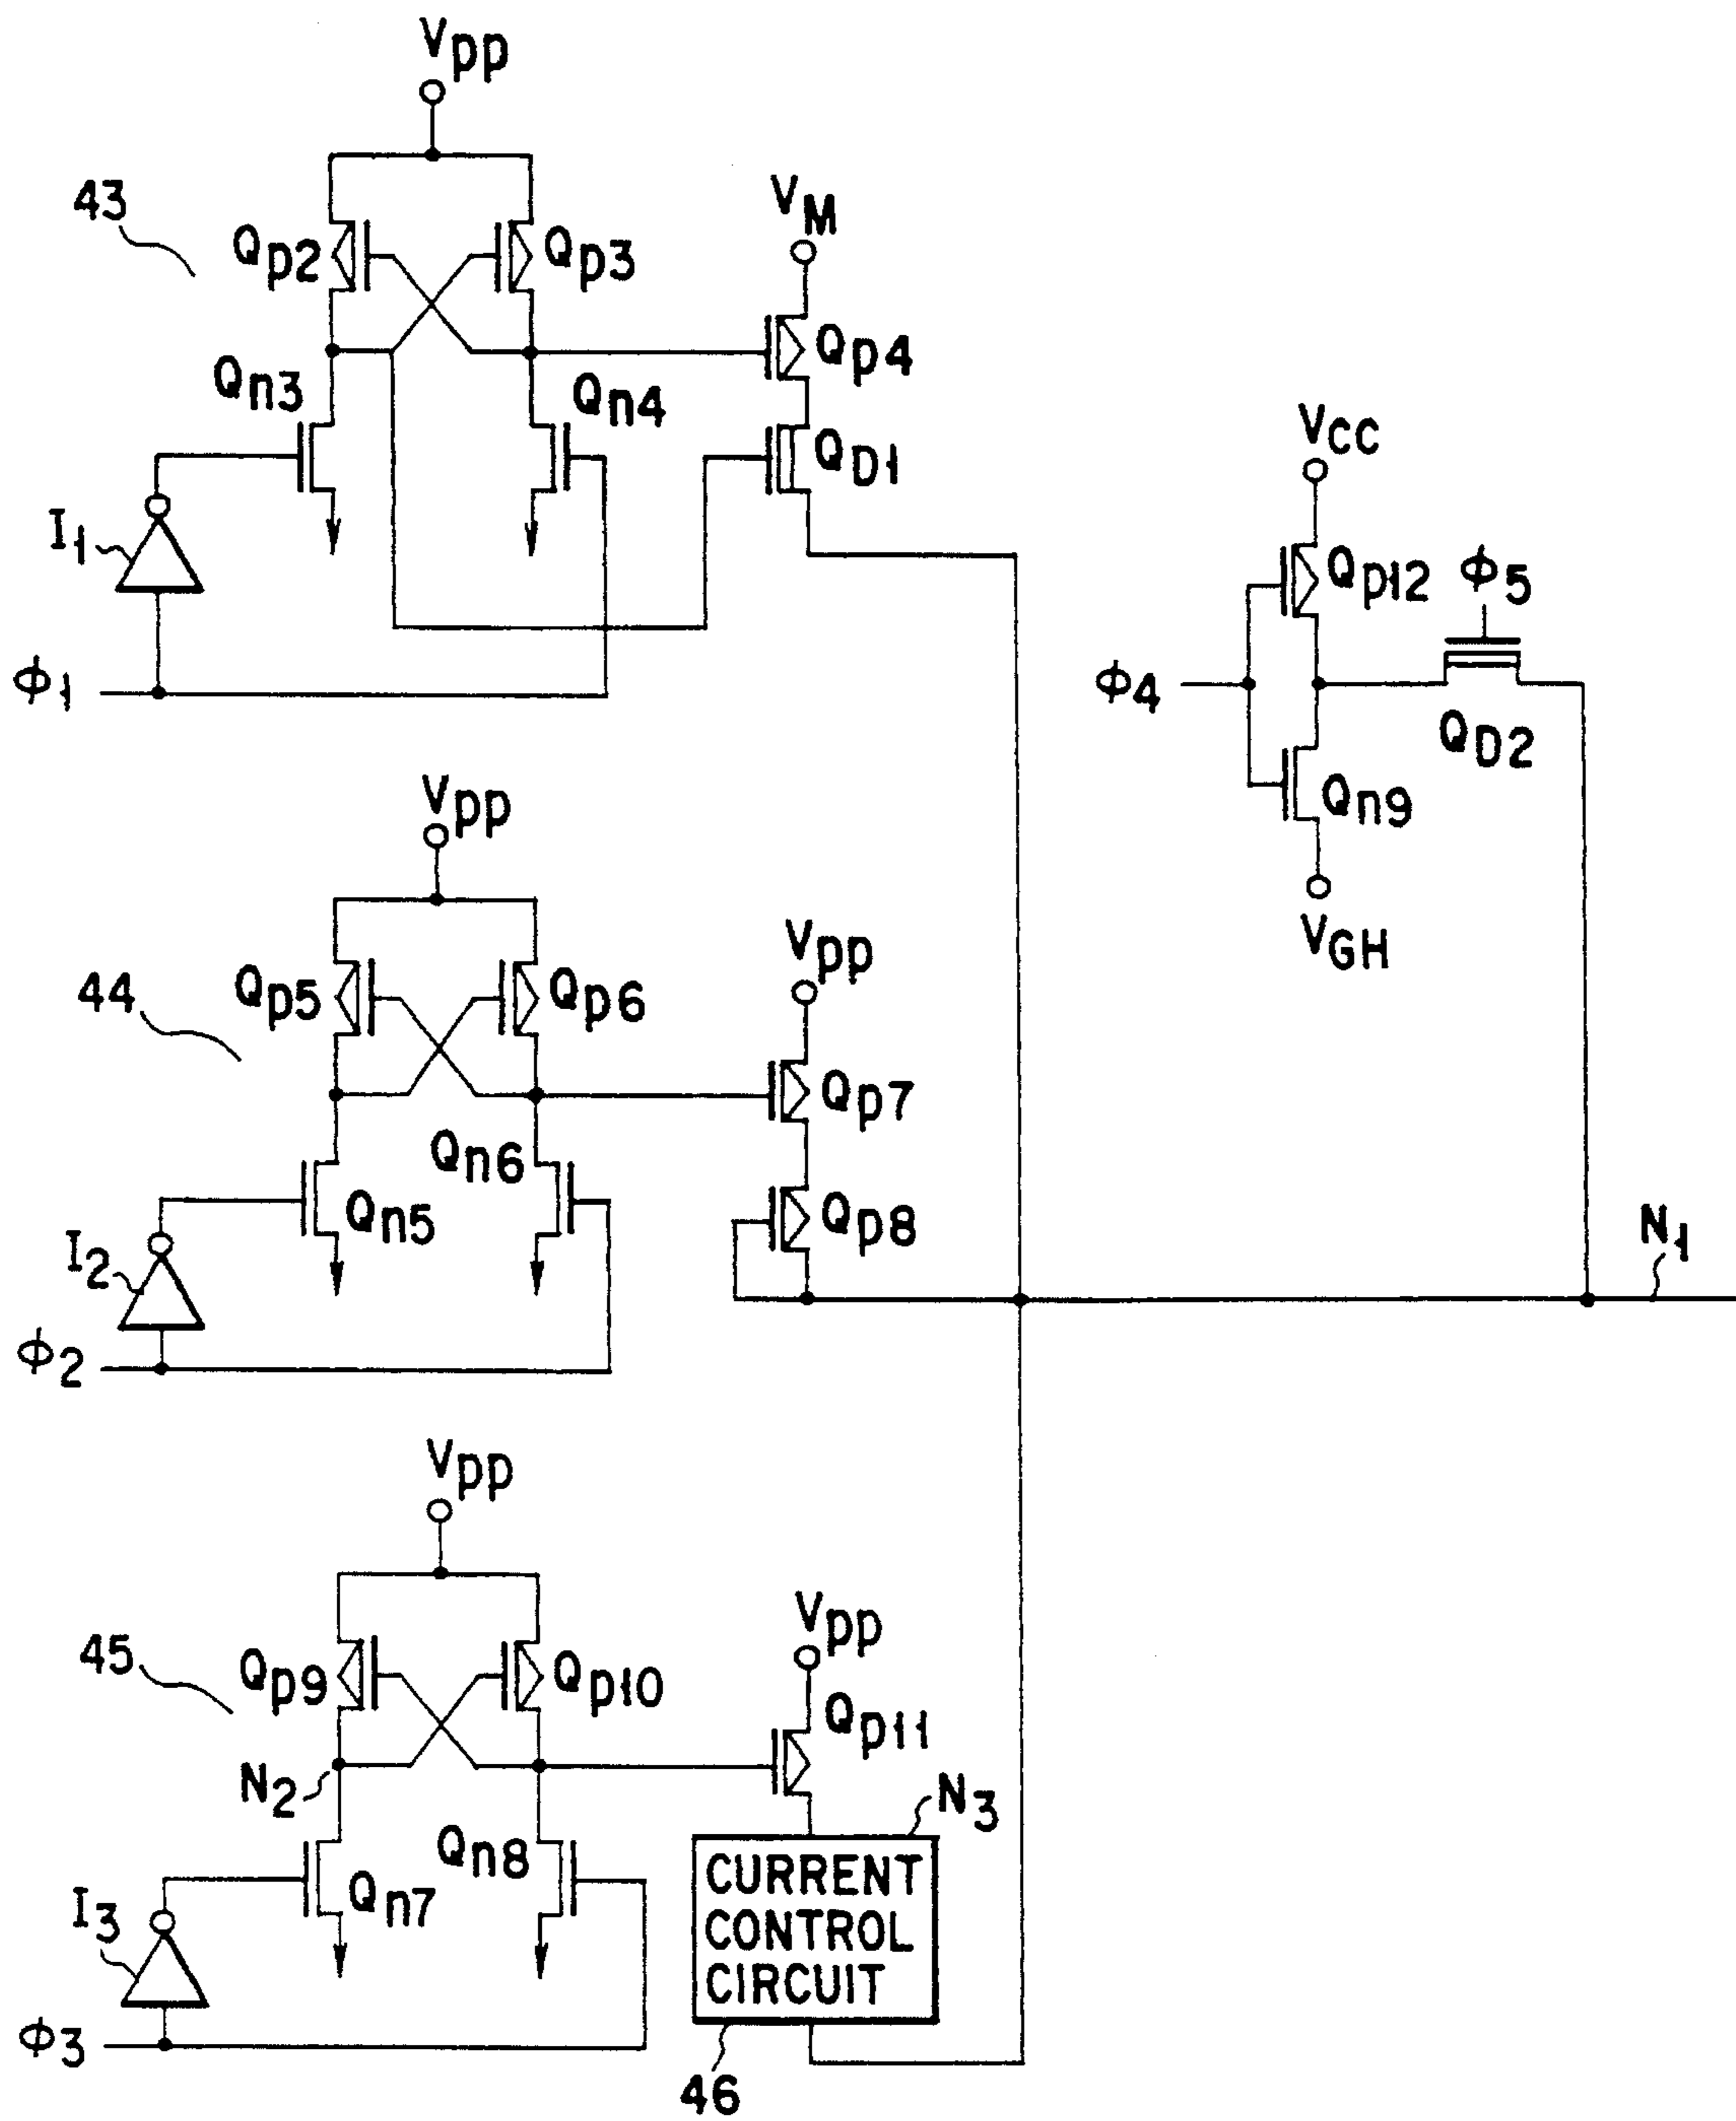 Vpp
43
Qp2
Qp3
VM
Qp4
Qn3
Qn4
QD1
I1
Φ1
VCC
Qp12
Φ5
Φ4
QD2
Qn9
VGH
Vpp
44
Qp5
Qp6
Vpp
Qp7
Qn6
Qn5
Qp8
I2
Φ2
N1
Vpp
45
Qp9
Qp10
Vpp
Qp11
N2
N3
Qn8
Qn7
I3
Φ3
CURRENT
CONTROL
CIRCUIT
46